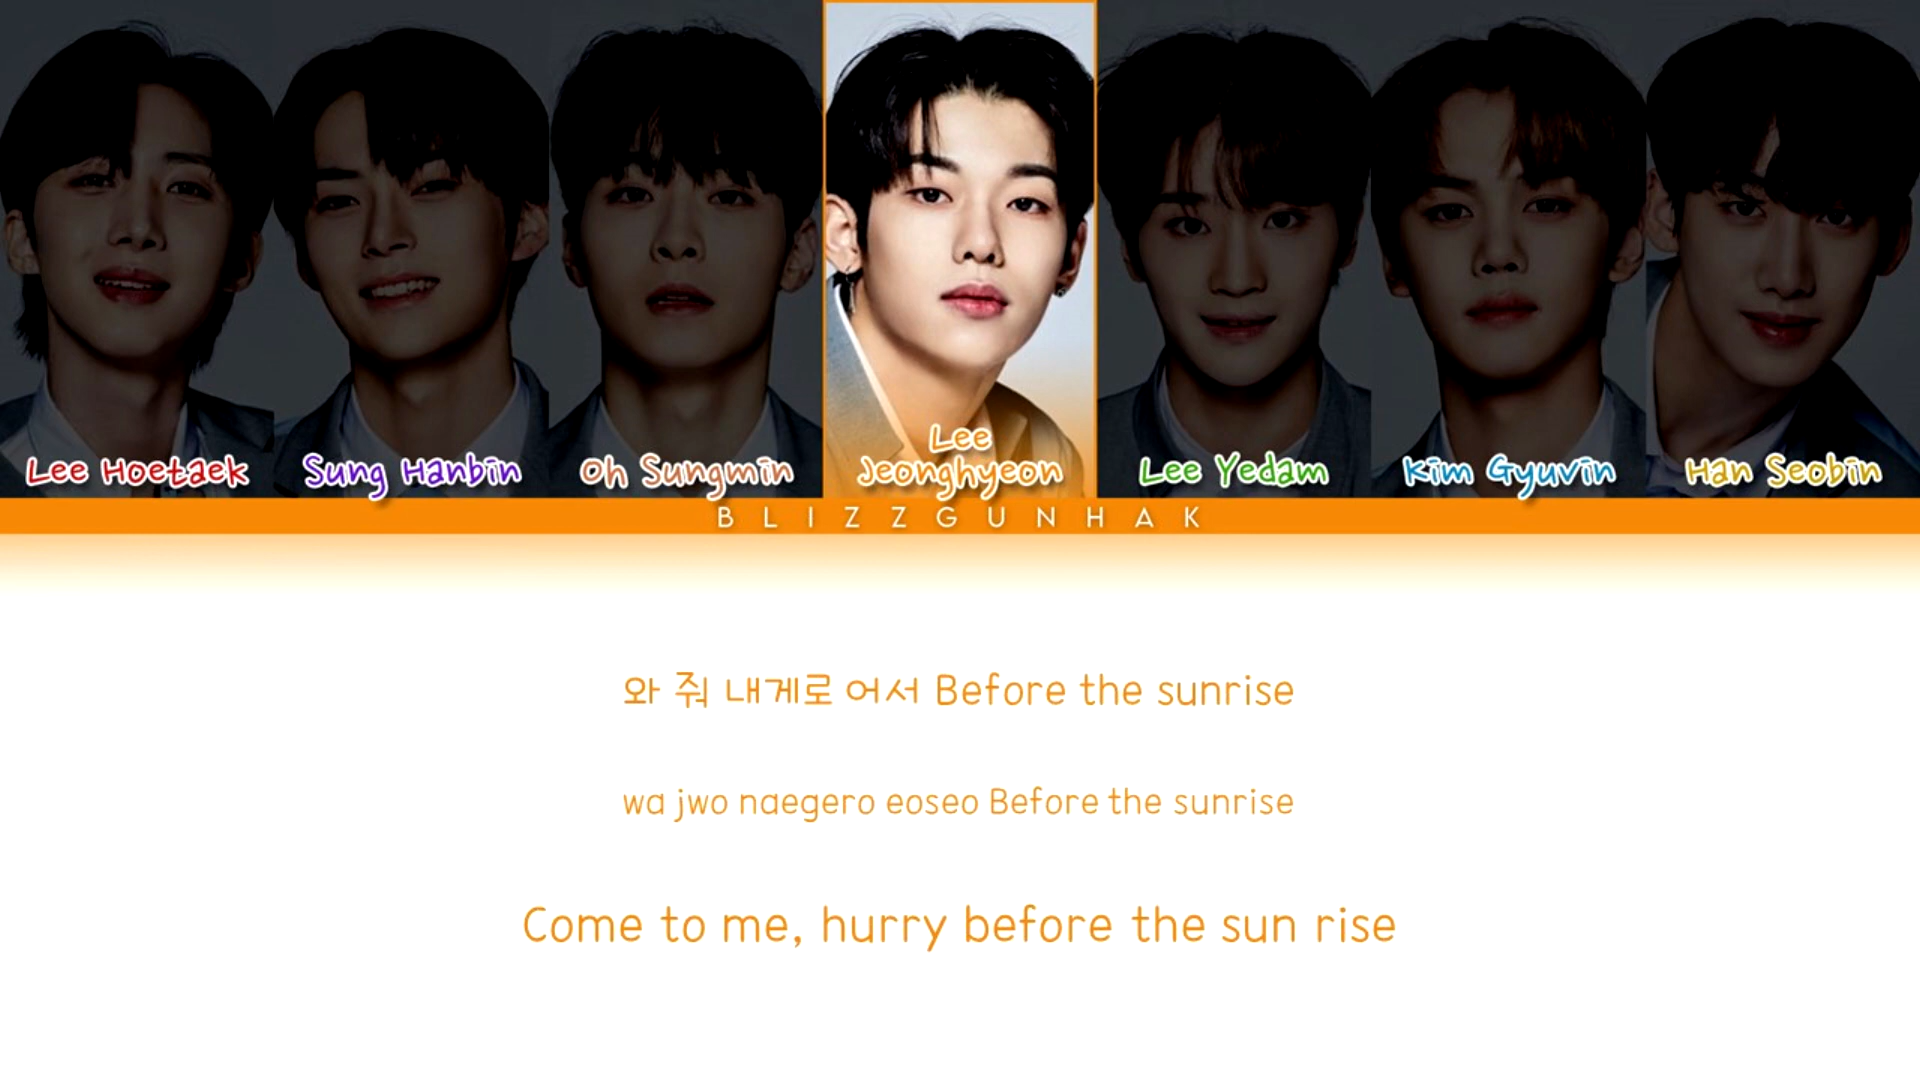 Lee Hoetaek
Sung Hanbin
Oh Sungmin
Lee
Jeonghyeon
Lee Yedam
Kim Gyuvin
Han Seobin
BLIZZGUNHAK
와 줘 내게로 어서 Before the sunrise
wa jwo naegero eoseo Before the sunrise
Come to me, hurry before the sun rise